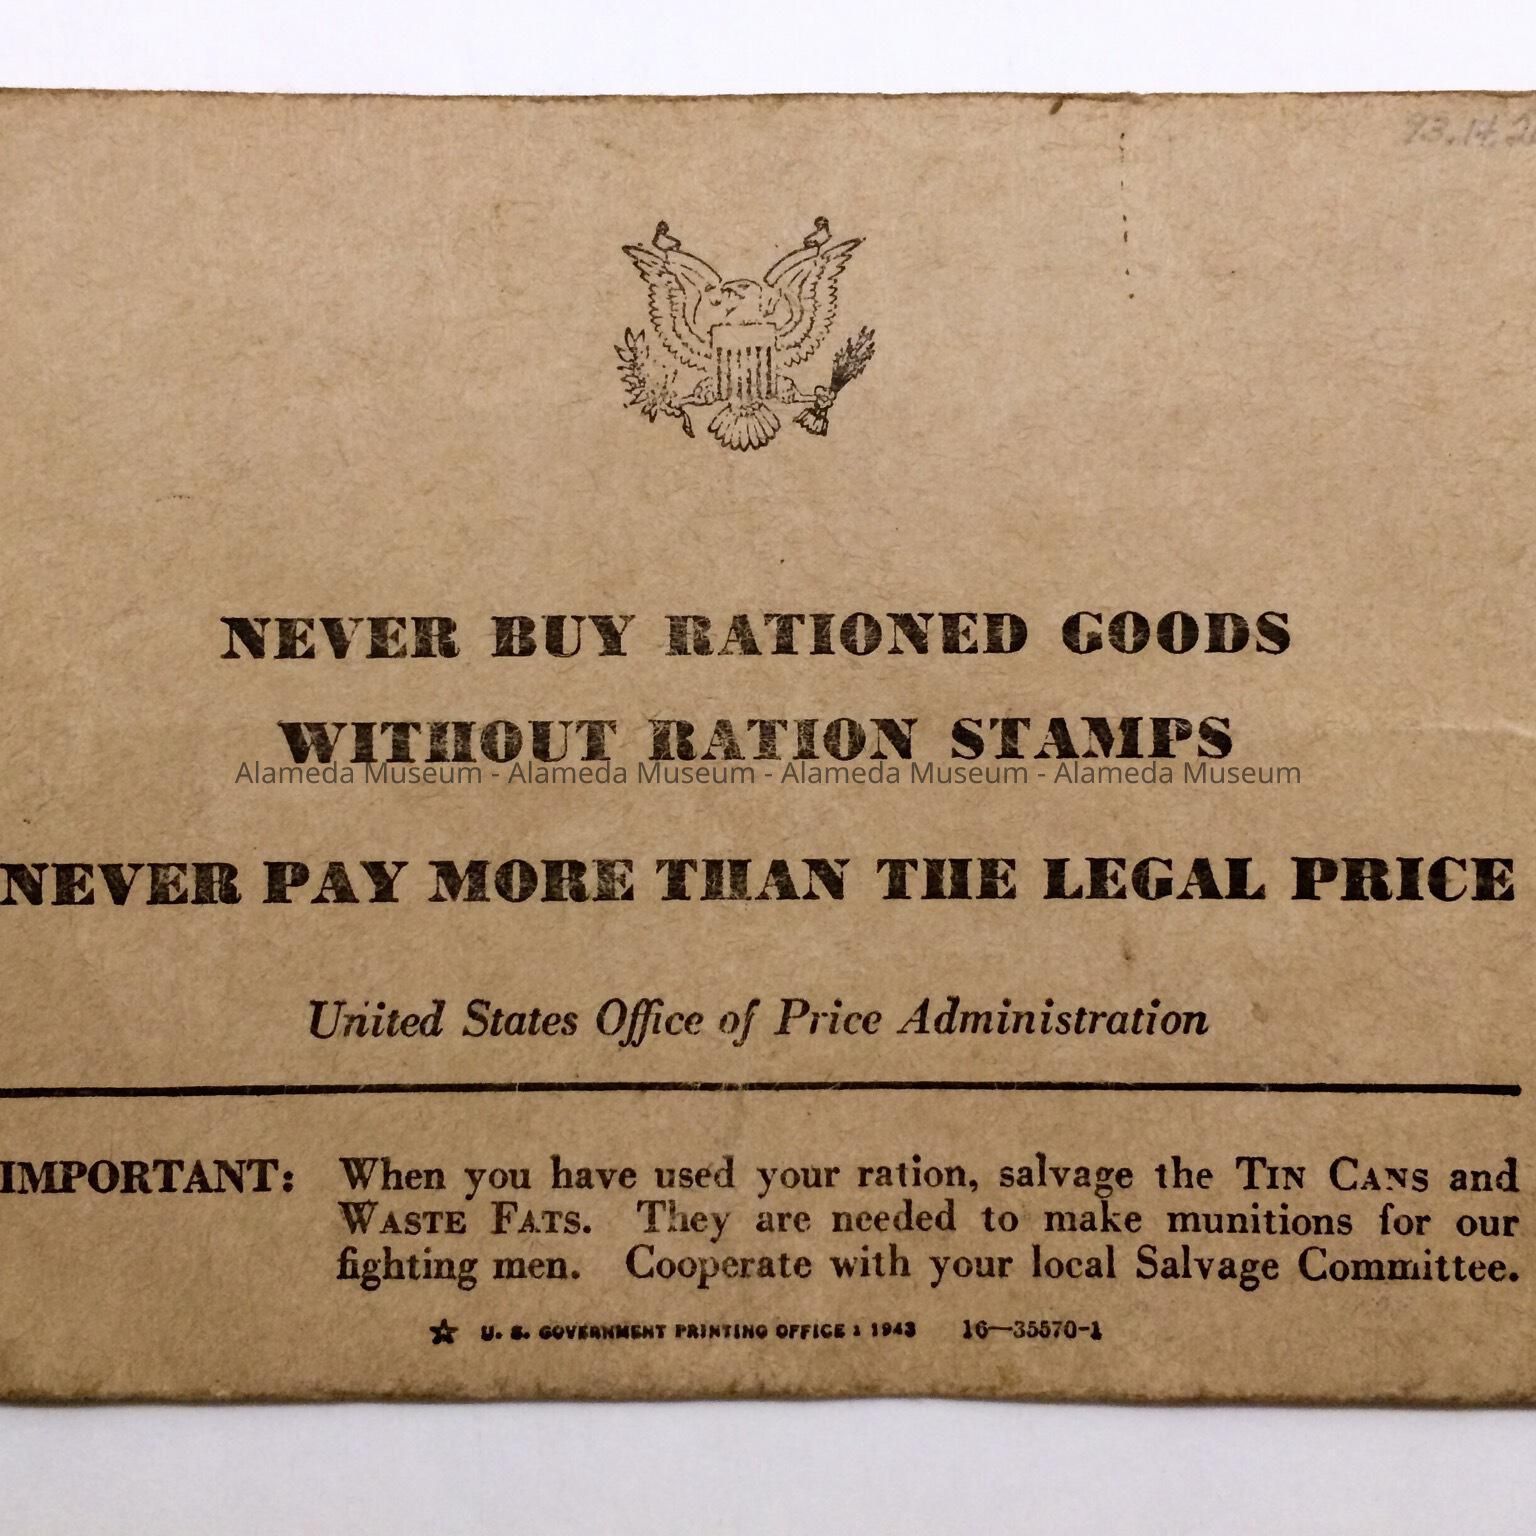 NEVER BUY RATIONED GOODS
WITHOUT RATION STAMPS
Alameda Museum - Alameda Museum - Alameda Museum - Alameda Museum
NEVER PAY MORE THAN THE LEGAL PRICE
United States Office of Price Administration
IMPORTANT: When you have used your ration, salvage the TIN CANS and
WASTE FATS. They are needed to make munitions for our
fighting men. Cooperate with your local Salvage Committee.
☆ U. S. GOVERNMENT PRINTING OFFICE : 1943 16—35570-1